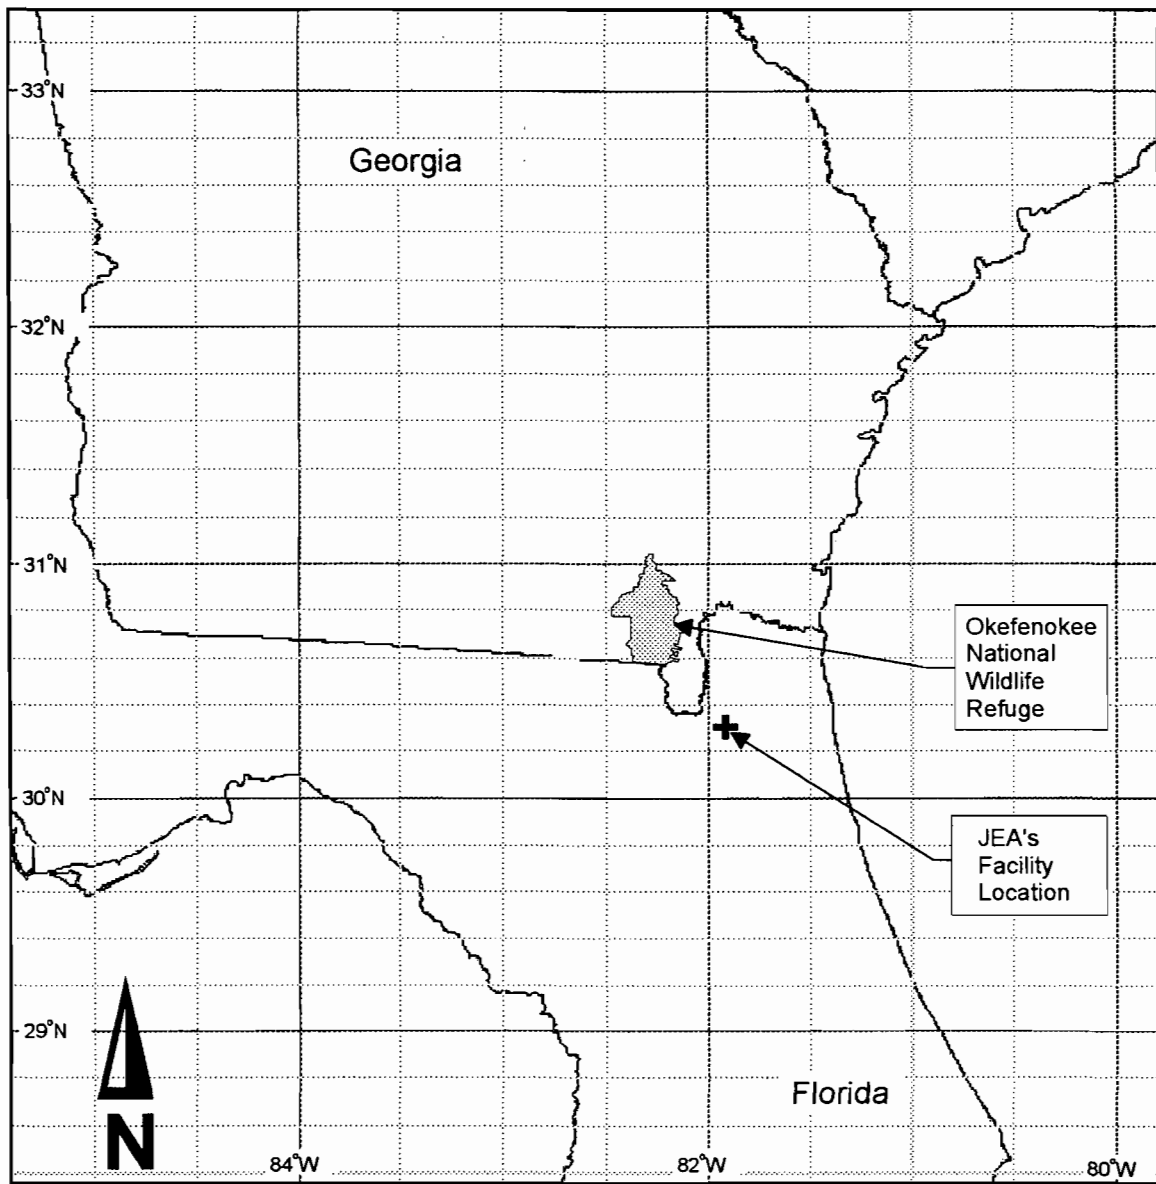 33°N
Georgia
32°N
31°N
Okefenokee
National
Wildlife
Refuge
30°N
JEA's
Facility
Location
29°N
Florida
N
84°W
82°W
80°W